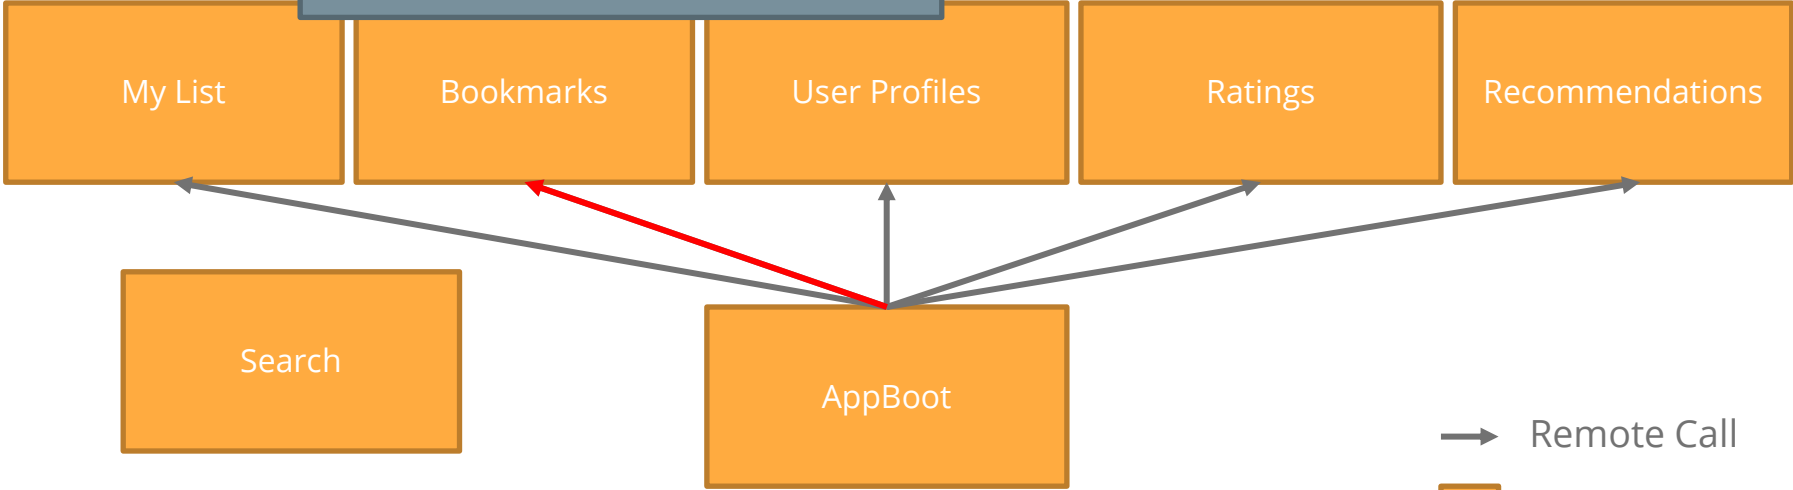 My List
Bookmarks
User Profiles
Ratings
Recommendations
Search
AppBoot
Remote Call